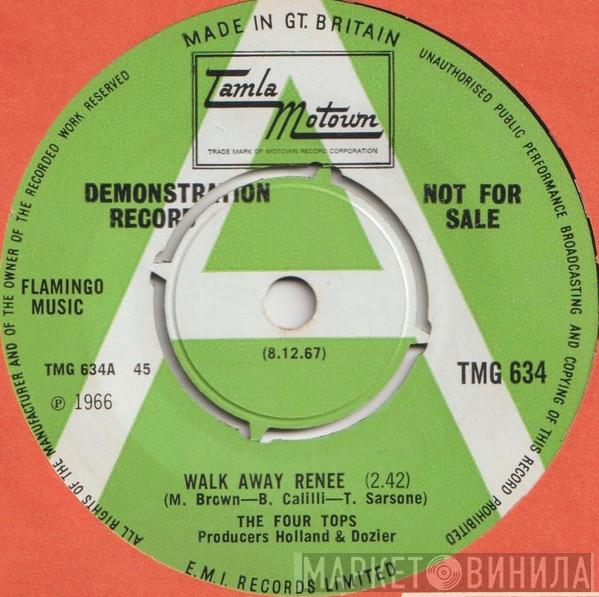 MADE IN GT. BRITAIN
Tamla
Motown
TRADE MARK OF MOTOWN RECORD CORPORATION
DEMONSTRATION
RECORD
NOT FOR
SALE
FLAMINGO
MUSIC
(8.12.67)
TMG 634A 45
TMG 634
℗ 1966
WALK AWAY RENEE (2.42)
(M. Brown—B. Calilli—T. Sansone)
THE FOUR TOPS
Producers Holland & Dozier
E.M.I. RECORDS LIMITED
ALL RIGHTS OF THE MANUFACTURER AND OF THE OWNER OF THE RECORDED WORK RESERVED
UNAUTHORISED PUBLIC PERFORMANCE BROADCASTING AND COPYING OF THIS RECORD PROHIBITED
МАРКЕТ ВИНИЛА